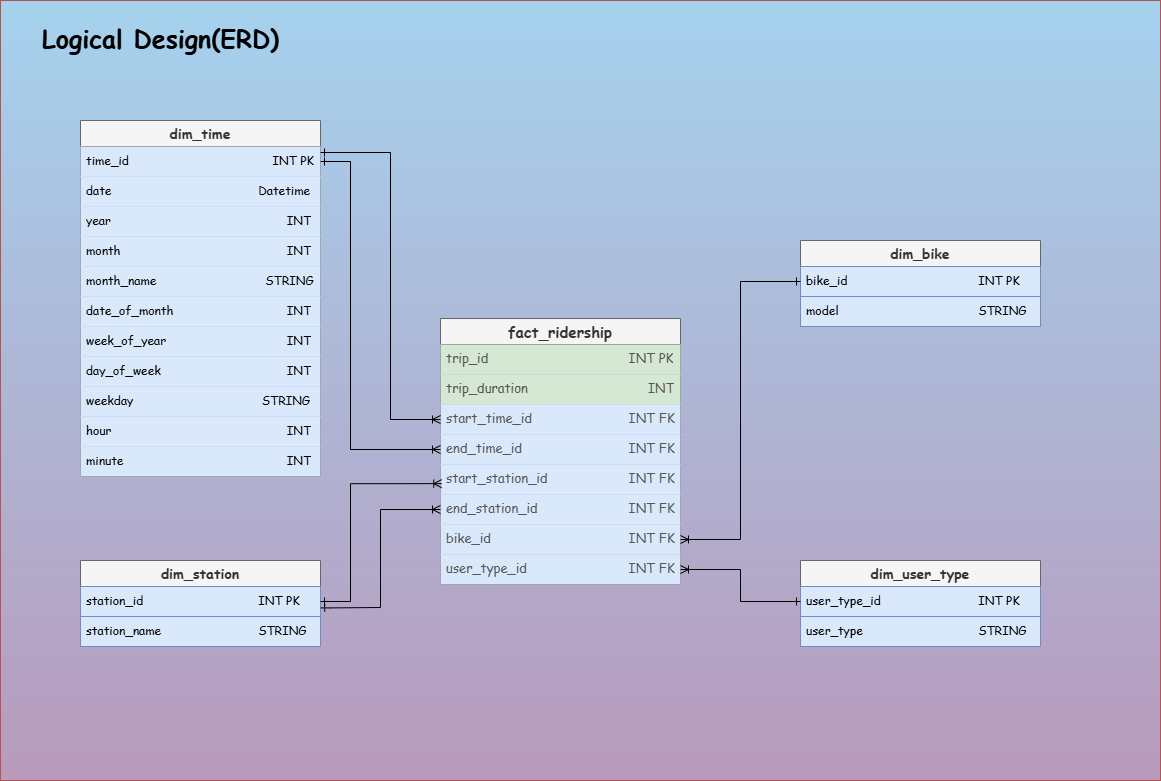 Logical Design(ERD)
dim_time
time_id INT PK
date Datetime
year INT
month INT
month_name STRING
date_of_month INT
week_of_year INT
day_of_week INT
weekday STRING
hour INT
minute INT
dim_station
station_id INT PK
station_name STRING
fact_ridership
trip_id INT PK
trip_duration INT
start_time_id INT FK
end_time_id INT FK
start_station_id INT FK
end_station_id INT FK
bike_id INT FK
user_type_id INT FK
dim_bike
bike_id INT PK
model STRING
dim_user_type
user_type_id INT PK
user_type STRING